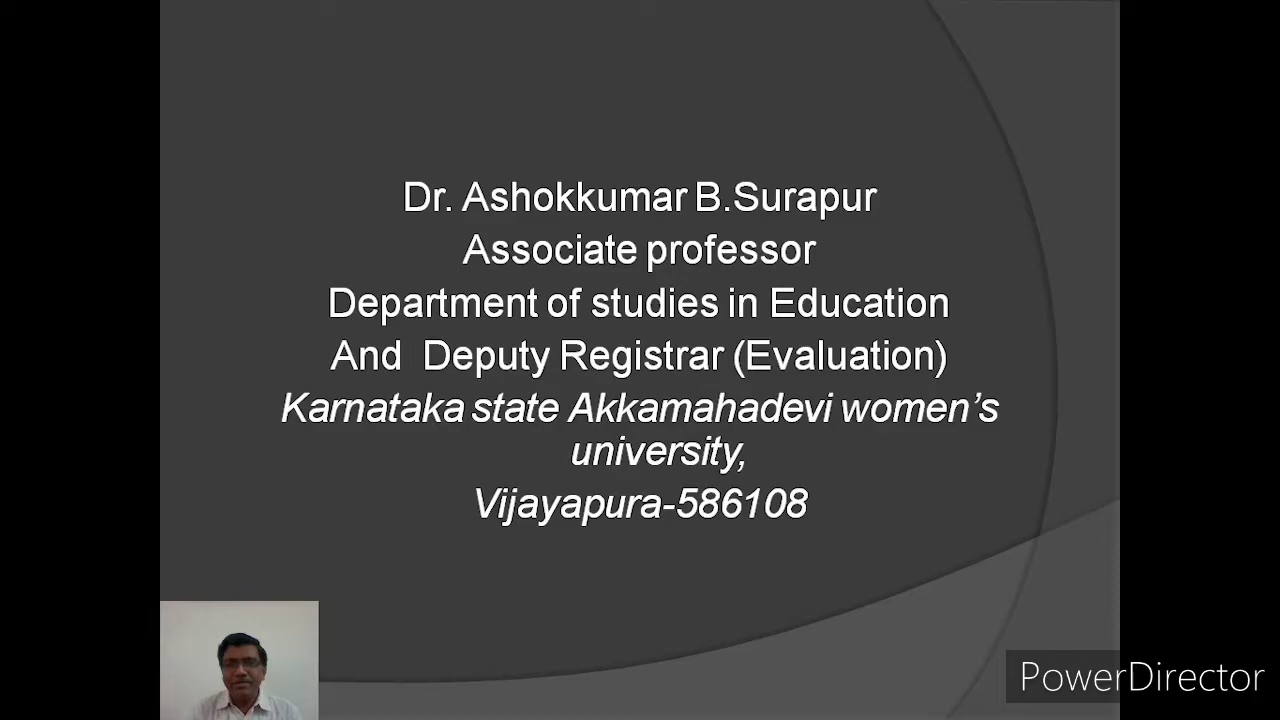 Dr. Ashokkumar B.Surapur
Associate professor
Department of studies in Education
And  Deputy Registrar (Evaluation)
Karnataka state Akkamahadevi women’s
university,
Vijayapura-586108
PowerDirector